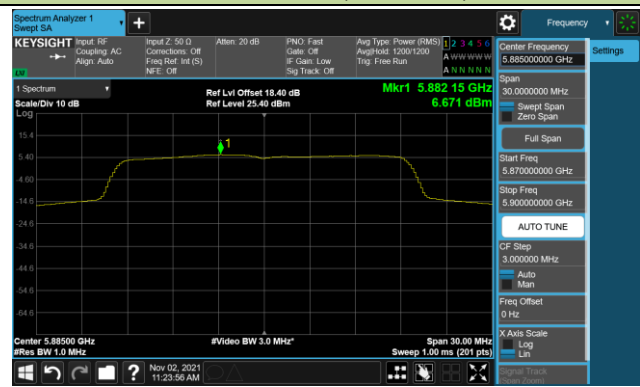 Spectrum Analyzer 1
Swept SA
Frequency
KEYSIGHT
Input: RF
Coupling: AC
Align: Auto
Input Z: 50 Ω
Corrections: Off
Freq Ref: Int (S)
NFE: Off
Atten: 20 dB
PNO: Fast
Gate: Off
IF Gain: Low
Sig Track: Off
Avg Type: Power (RMS)
Avg|Hold: 1200/1200
Trig: Free Run
1 2 3 4 5 6
A W W W W W
A N N N N N
LW
1 Spectrum
Scale/Div 10 dB
Ref Lvl Offset 18.40 dB
Ref Level 25.40 dBm
Mkr1 5.882 15 GHz
6.671 dBm
Log
15.4
5.40
-4.60
-14.6
-24.6
-34.6
-44.6
-54.6
-64.6
1
Center 5.88500 GHz
#Res BW 1.0 MHz
#Video BW 3.0 MHz*
Span 30.00 MHz
Sweep 1.00 ms (201 pts)
Center Frequency
5.885000000 GHz
Settings
Span
30.0000000 MHz
Swept Span
Zero Span
Full Span
Start Freq
5.870000000 GHz
Stop Freq
5.900000000 GHz
AUTO TUNE
CF Step
3.000000 MHz
Auto
Man
Freq Offset
0 Hz
X Axis Scale
Log
Lin
Signal Track
(Span Zoom)
?
Nov 02, 2021
11:23:56 AM